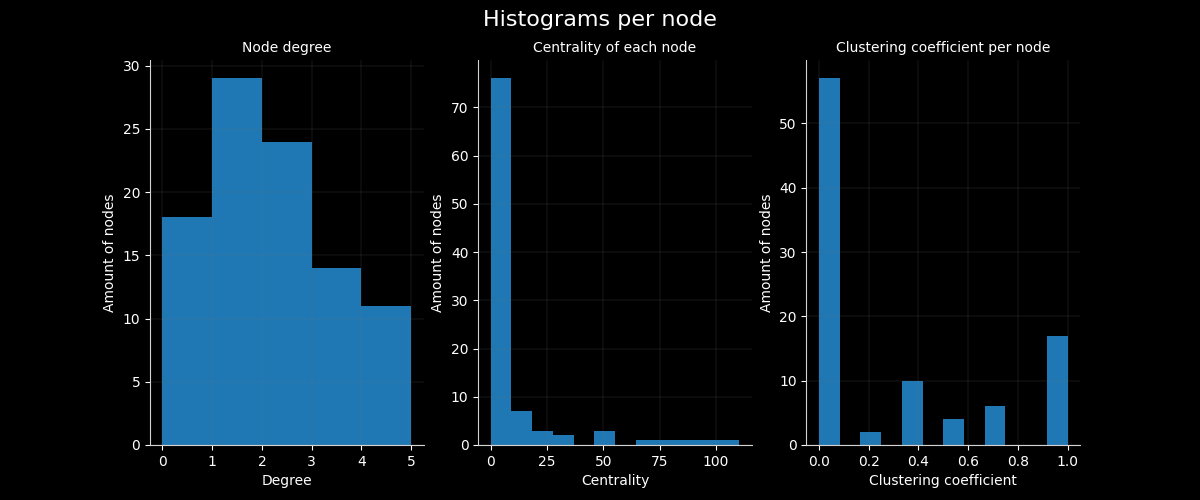 Histograms per node
Node degree
Amount of nodes
30
25
20
15
10
5
0
0 1 2 3 4 5
Degree
Centrality of each node
Amount of nodes
70
60
50
40
30
20
10
0
0 25 50 75 100
Centrality
Clustering coefficient per node
Amount of nodes
50
40
30
20
10
0
0.0 0.2 0.4 0.6 0.8 1.0
Clustering coefficient